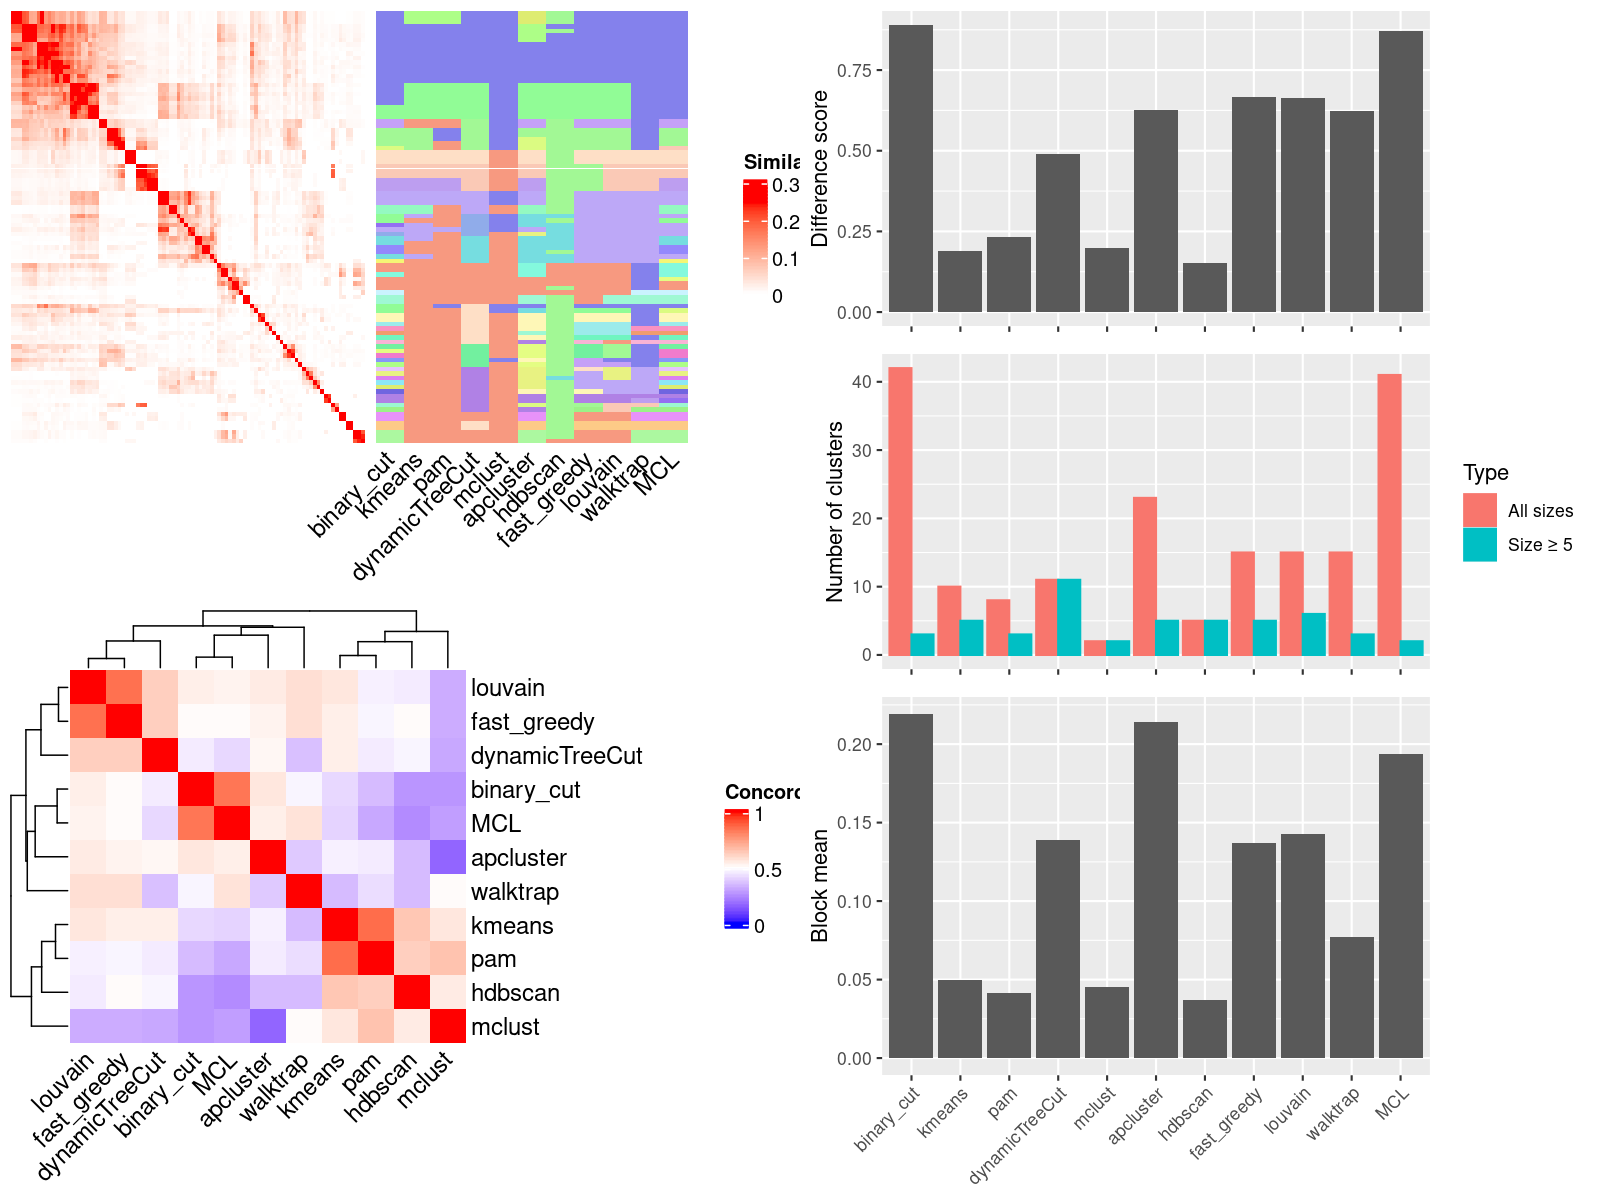 Simila
0.3
0.2
0.1
0
binary_cut
kmeans
pam
dynamicTreeCut
mclust
apcluster
hdbscan
fast_greedy
louvain
walktrap
MCL
louvain
fast_greedy
dynamicTreeCut
binary_cut
MCL
apcluster
walktrap
kmeans
pam
hdbscan
mclust
Concord
1
0.5
0
louvain
fast_greedy
dynamicTreeCut
binary_cut
MCL
apcluster
walktrap
kmeans
pam
hdbscan
mclust
Difference score
0.75
0.50
0.25
0.00
Number of clusters
40
30
20
10
0
Type
All sizes
Size ≥ 5
Block mean
0.20
0.15
0.10
0.05
0.00
binary_cut
kmeans
pam
dynamicTreeCut
mclust
apcluster
hdbscan
fast_greedy
louvain
walktrap
MCL